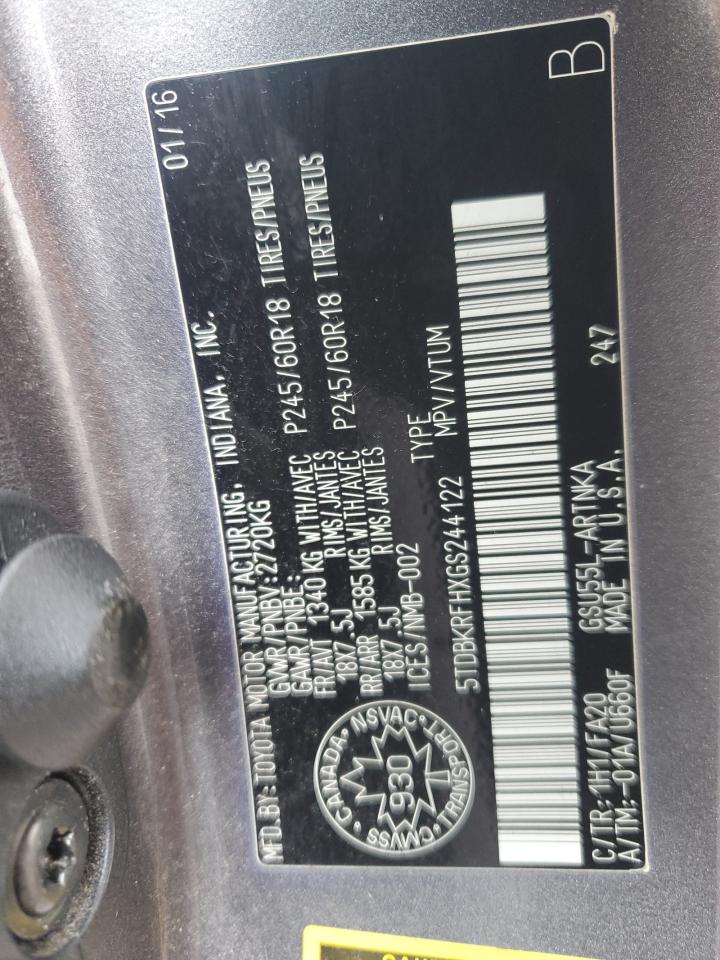 MFD. BY: TOYOTA MOTOR MANUFACTURING, INDIANA, INC. 01/16
GVWR/PNBV: 2720KG
GAWR/PNBE:
FR/AVT 1340 KG WITH/AVEC P245/60R18 TIRES/PNEUS
18X7.5J RIMS/JANTES
RR/ARR 1585 KG WITH/AVEC P245/60R18 TIRES/PNEUS
18X7.5J RIMS/JANTES
ICES/NMB-002 TYPE
5TDBKRFHXGS244122 MPV/VTUM
CANADA · NSVAC · TRANSPORT · CMVSS
930
C/TR: 1H1/FA20 GSU55L-ARTNKA
A/TM: -01A/U660F MADE IN U.S.A. 247
B